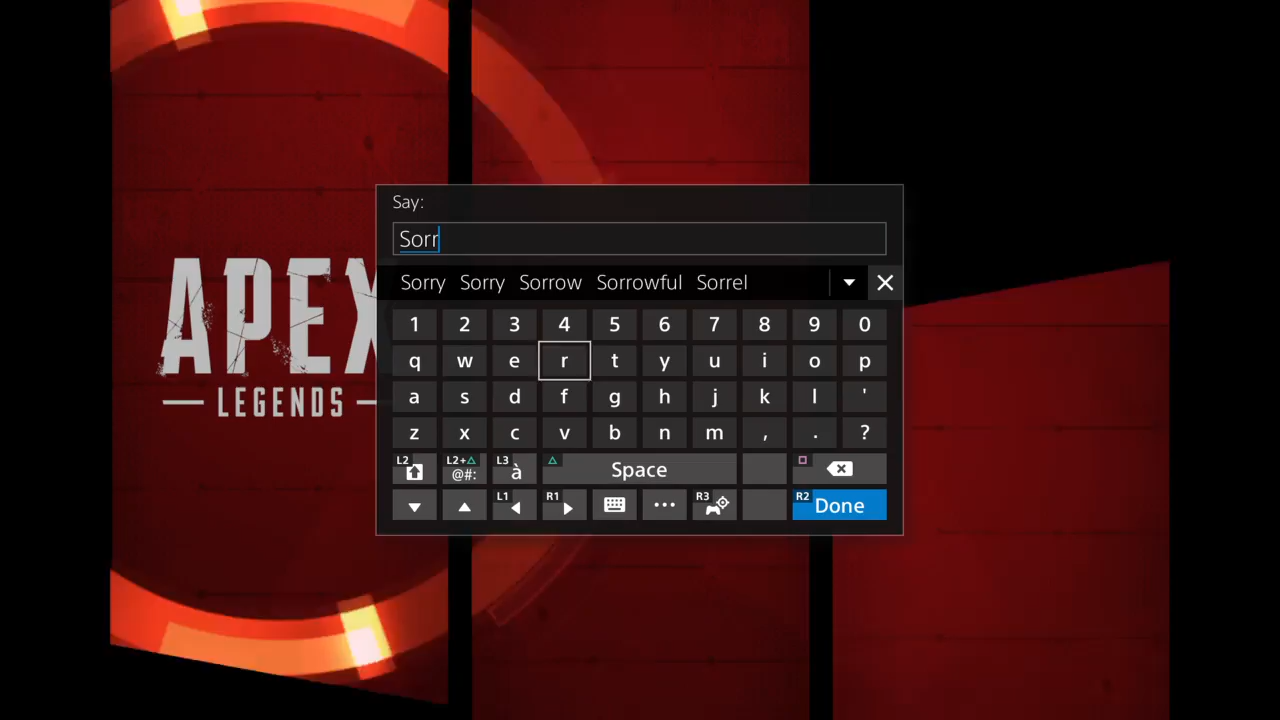 Say:
Sorr
Sorry Sorry Sorrow Sorrowful Sorrel
1 2 3 4 5 6 7 8 9 0
q w e r t y u i o p
a s d f g h j k l '
z x c v b n m , . ?
L2 L2+△ @#: L3 à △ Space
L1 R1 ... R3 R2 Done
APEX
LEGENDS